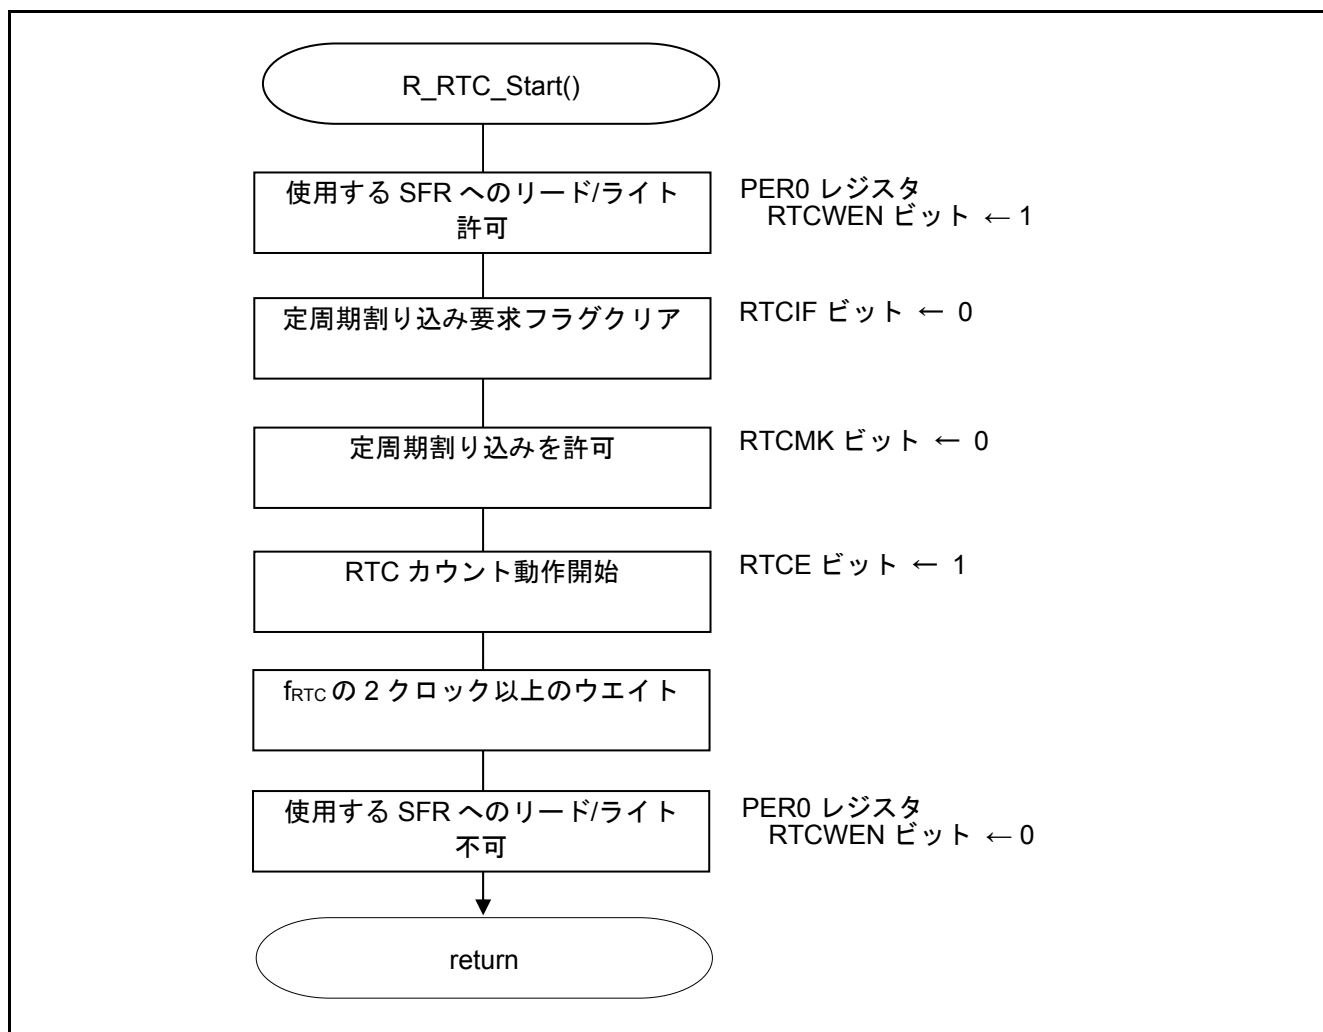 R_RTC_Start()
使用する SFR へのリード/ライト
許可
PER0 レジスタ
RTCWEN ビット ← 1
定周期割り込み要求フラグクリア
RTCIF ビット ← 0
定周期割り込みを許可
RTCMK ビット ← 0
RTC カウント動作開始
RTCE ビット ← 1
fRTC の 2 クロック以上のウエイト
使用する SFR へのリード/ライト
不可
PER0 レジスタ
RTCWEN ビット ← 0
return